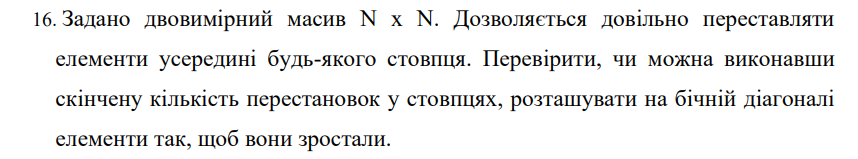 16. Задано двовимірний масив N x N. Дозволяється довільно переставляти
елементи усередині будь-якого стовпця. Перевірити, чи можна виконавши
скінчену кількість перестановок у стовпцях, розташувати на бічній діагоналі
елементи так, щоб вони зростали.